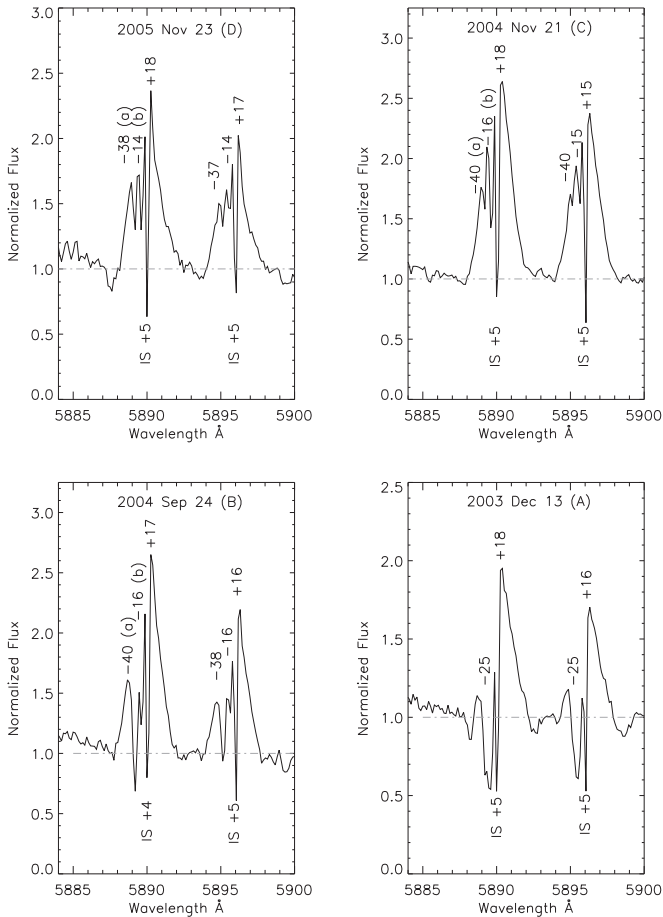 2005 Nov 23 (D)
3.0
2.5
2.0
1.5
1.0
0.5
0.0
Normalized Flux
-38 (a)
-14 (b)
+18
-37
-14
+17
IS +5
IS +5
5885 5890 5895 5900
Wavelength Å
2004 Nov 21 (C)
3.0
2.5
2.0
1.5
1.0
0.5
0.0
Normalized Flux
-40 (a)
-16 (b)
+18
-40
-15
+15
IS +5
IS +5
5885 5890 5895 5900
Wavelength Å
2004 Sep 24 (B)
3.0
2.5
2.0
1.5
1.0
0.5
0.0
Normalized Flux
-40 (a)
-16 (b)
+17
-38
-16
+16
IS +4
IS +5
5885 5890 5895 5900
Wavelength Å
2003 Dec 13 (A)
2.5
2.0
1.5
1.0
0.5
0.0
Normalized Flux
-25
+18
-25
+16
IS +5
IS +5
5885 5890 5895 5900
Wavelength Å